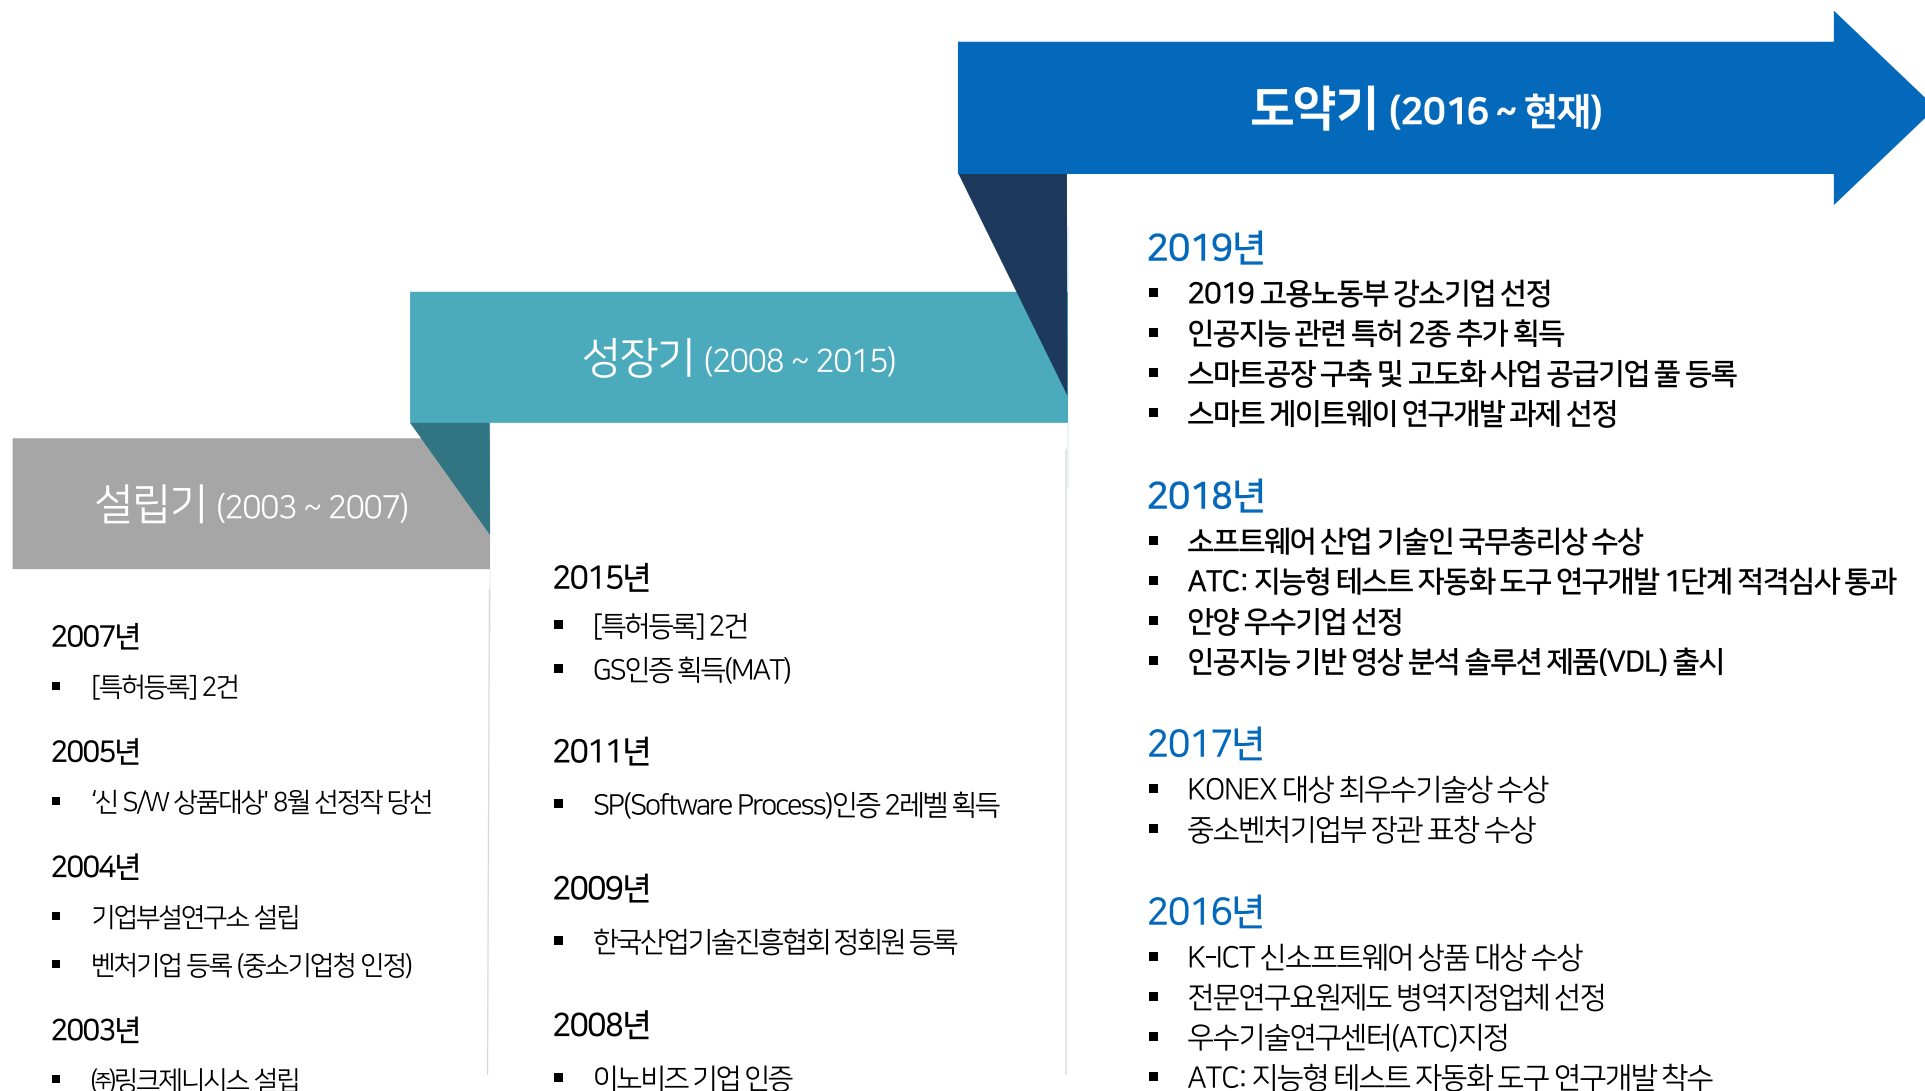 도약기 (2016 ~ 현재)
2019년
▪ 2019 고용노동부 강소기업 선정
▪ 인공지능 관련 특허 2종 추가 획득
▪ 스마트공장 구축 및 고도화 사업 공급기업 풀 등록
▪ 스마트 게이트웨이 연구개발 과제 선정
2018년
▪ 소프트웨어 산업 기술인 국무총리상 수상
▪ ATC: 지능형 테스트 자동화 도구 연구개발 1단계 적격심사 통과
▪ 안양 우수기업 선정
▪ 인공지능 기반 영상 분석 솔루션 제품(VDL) 출시
2017년
▪ KONEX 대상 최우수기술상 수상
▪ 중소벤처기업부 장관 표창 수상
2016년
▪ K-ICT 신소프트웨어 상품 대상 수상
▪ 전문연구요원제도 병역지정업체 선정
▪ 우수기술연구센터(ATC)지정
▪ ATC: 지능형 테스트 자동화 도구 연구개발 착수
성장기 (2008 ~ 2015)
2015년
▪ [특허등록] 2건
▪ GS인증 획득(MAT)
2011년
▪ SP(Software Process)인증 2레벨 획득
2009년
▪ 한국산업기술진흥협회 정회원 등록
2008년
▪ 이노비즈 기업 인증
설립기 (2003 ~ 2007)
2007년
▪ [특허등록] 2건
2005년
▪ ‘신 S/W 상품대상' 8월 선정작 당선
2004년
▪ 기업부설연구소 설립
▪ 벤처기업 등록 (중소기업청 인정)
2003년
▪ ㈜링크제니시스 설립